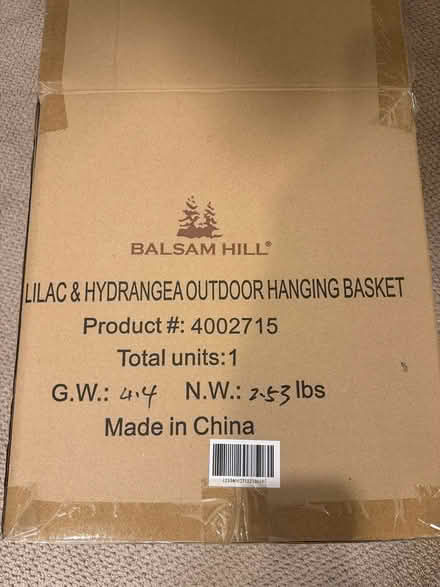 BALSAM HILL®
LILAC & HYDRANGEA OUTDOOR HANGING BASKET
Product #: 4002715
Total units:1
G.W.: 4.4 N.W.: 2.53 lbs
Made in China